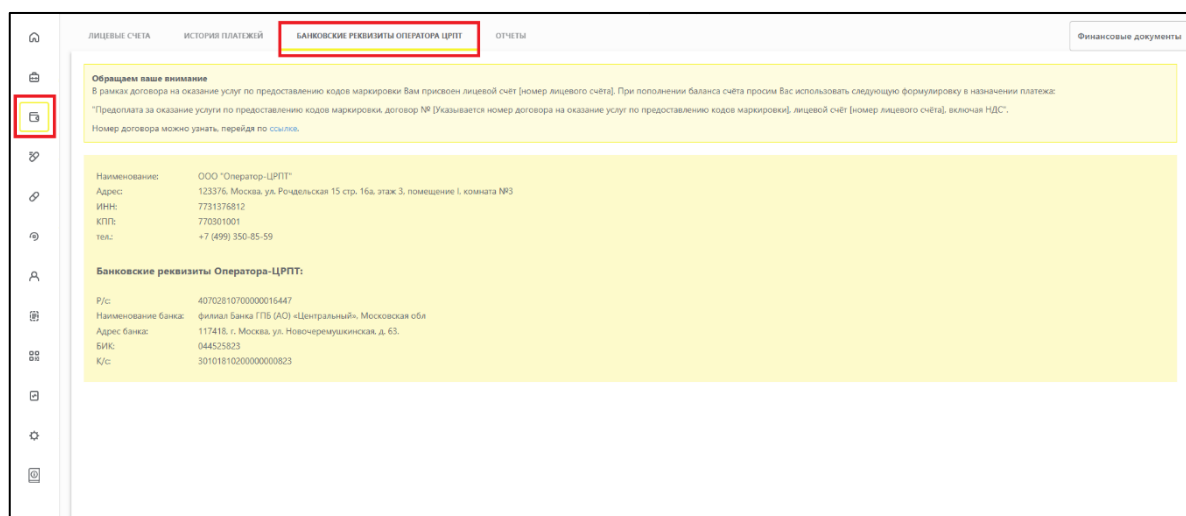 ЛИЦЕВЫЕ СЧЕТА ИСТОРИЯ ПЛАТЕЖЕЙ БАНКОВСКИЕ РЕКВИЗИТЫ ОПЕРАТОРА ЦРПТ ОТЧЕТЫ Финансовые документы
Обращаем ваше внимание
В рамках договора на оказание услуг по предоставлению кодов маркировки Вам присвоен лицевой счёт [номер лицевого счёта]. При пополнении баланса счёта просим Вас использовать следующую формулировку в назначении платежа:
"Предоплата за оказание услуги по предоставлению кодов маркировки, договор № [Указывается номер договора на оказание услуг по предоставлению кодов маркировки], лицевой счёт [номер лицевого счёта], включая НДС".
Номер договора можно узнать, перейдя по ссылке.
Наименование: ООО "Оператор-ЦРПТ"
Адрес: 123376, Москва, ул. Рочдельская 15 стр. 16а, этаж 3, помещение I, комната №3
ИНН: 7731376812
КПП: 770301001
тел.: +7 (499) 350-85-59
Банковские реквизиты Оператора-ЦРПТ:
Р/с: 40702810700000016447
Наименование банка: филиал Банка ГПБ (АО) «Центральный», Московская обл
Адрес банка: 117418, г. Москва, ул. Новочеремушкинская, д. 63.
БИК: 044525823
К/с: 30101810200000000823